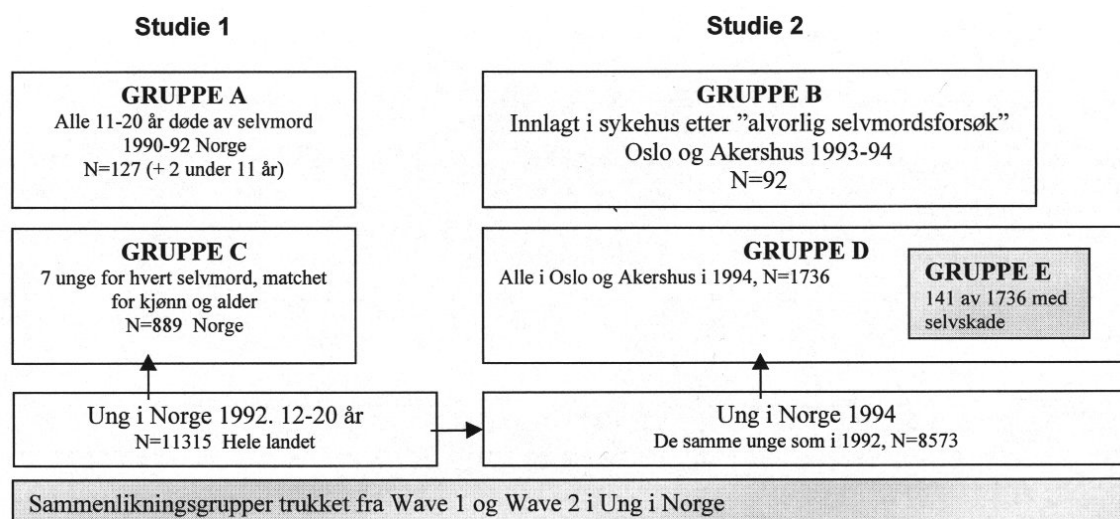 Studie 1
Studie 2
GRUPPE A
Alle 11-20 år døde av selvmord
1990-92 Norge
N=127 (+ 2 under 11 år)
GRUPPE B
Innlagt i sykehus etter ”alvorlig selvmordsforsøk”
Oslo og Akershus 1993-94
N=92
GRUPPE C
7 unge for hvert selvmord, matchet
for kjønn og alder
N=889 Norge
GRUPPE D
Alle i Oslo og Akershus i 1994, N=1736
GRUPPE E
141 av 1736 med
selvskade
Ung i Norge 1992. 12-20 år
N=11315 Hele landet
Ung i Norge 1994
De samme unge som i 1992, N=8573
Sammenlikningsgrupper trukket fra Wave 1 og Wave 2 i Ung i Norge